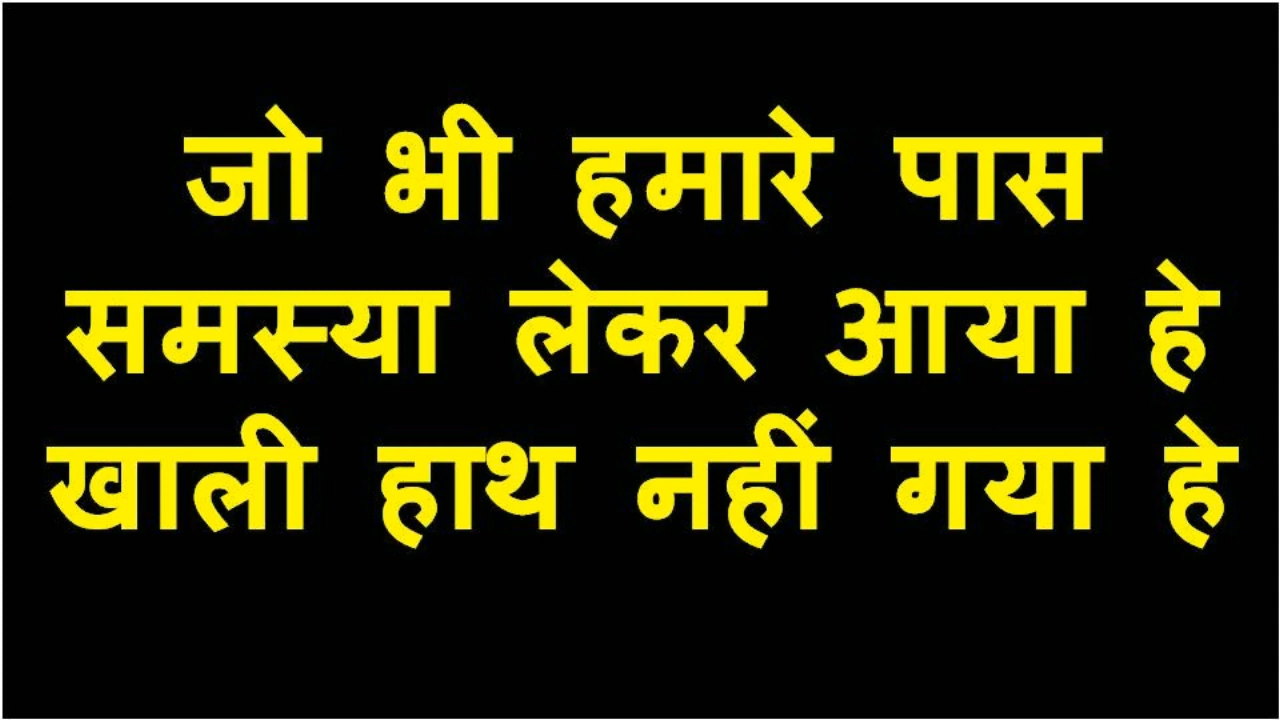 जो भी हमारे पास
समस्या लेकर आया हे
खाली हाथ नहीं गया हे